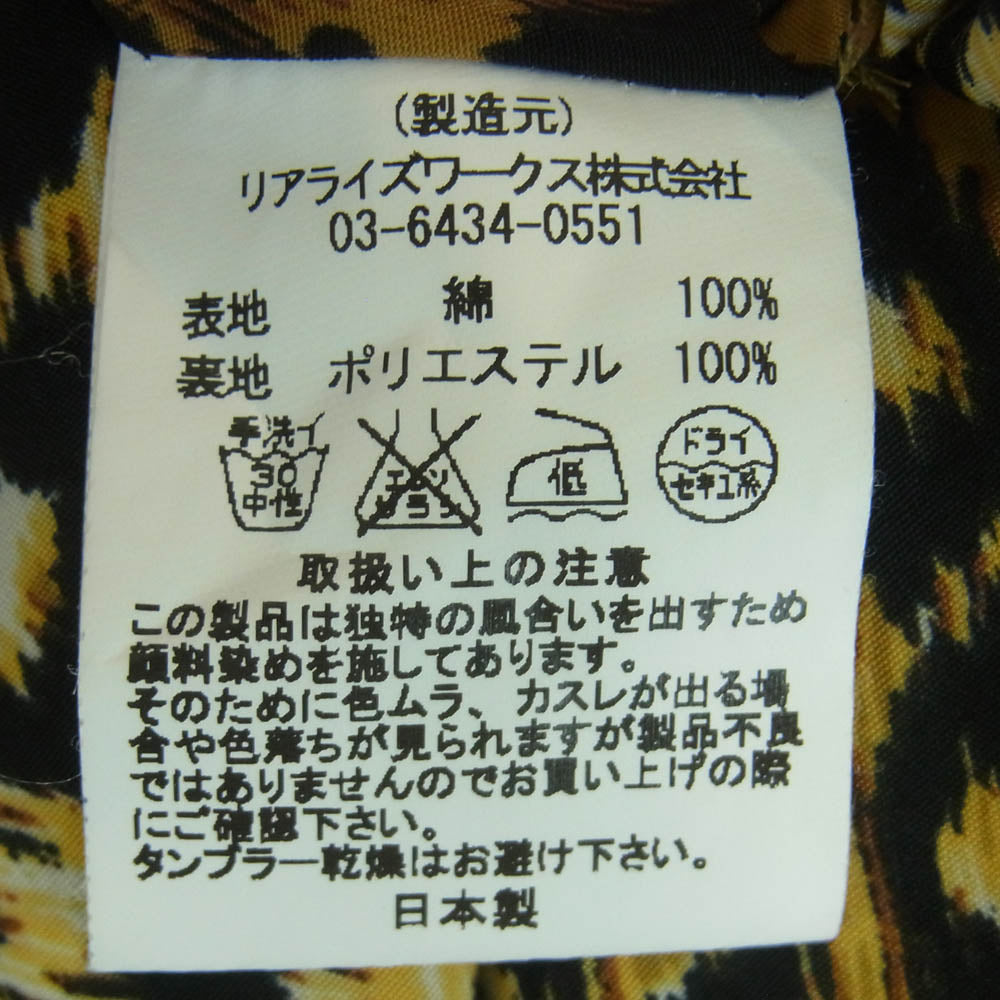 (製造元)
リアライズワークス株式会社
03-6434-0551
表地 綿 100%
裏地 ポリエステル 100%
手洗イ 30 中性
エンソサラシ
低
ドライ セキユ系
取扱い上の注意
この製品は独特の風合いを出すため
顔料染めを施してあります。
そのために色ムラ、カスレが出る場
合や色落ちが見られますが製品不良
ではありませんのでお買い上げの際
にご確認下さい。
タンブラー乾燥はお避け下さい。
日本製